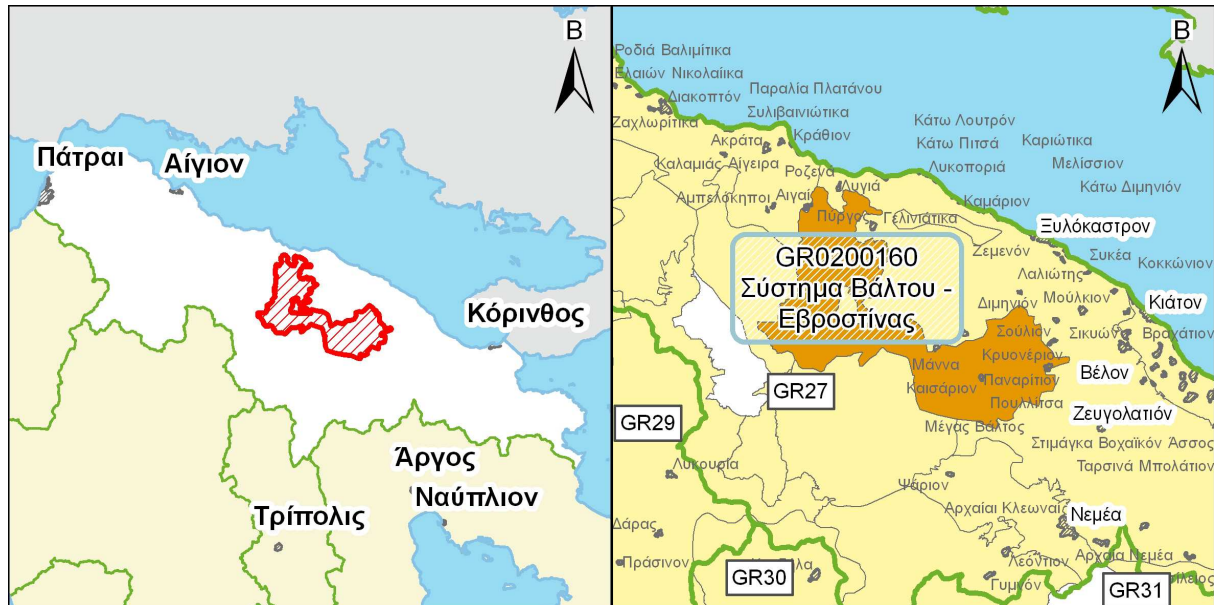 Β
Πάτραι
Αίγιον
Κόρινθος
Άργος
Ναύπλιον
Τρίπολις
Β
Ροδιά Βαλιμίτικα
Ελαιών Νικολαίικα
Διακοπτόν
Ζαχλωρίτικα
Παραλία Πλατάνου
Συλιβαινιώτικα
Κράθιον
Ακράτα
Καλαμιάς Αίγειρα
Ροζενά
Αμπελόκηποι
Αιγαί
Λυγιά
Πύργος
Γελινιάτικα
Κάτω Λουτρόν
Κάτω Πιτσά
Λυκοποριά
Καριώτικα
Μελίσσιον
Κάτω Διμηνιόν
Καμάριον
Ξυλόκαστρον
Ζεμενόν
Συκέα
Λαλιώτης
Κοκκώνιον
Μούλκιον
Κιάτον
Διμηνιόν
Σικυών
Βραχάτιον
Σούλιον
GR0200160
Σύστημα Βάλτου -
Εβροστίνας
Μάννα
Κρυονέριον
Βέλον
Καισάριον
Παναρίτιον
Πουλλίτσα
Ζευγολατιόν
Μέγας Βάλτος
Στιμάγκα Βοχαϊκόν Άσσος
Ταρσινά Μπολάτιον
GR27
GR29
Λυκουρία
Ψάριον
Αρχαίαι Κλεωναί
Νεμέα
Δάρας
Πράσινον
Λεόντιον
Αρχαία Νεμέα
Γυμνόν
GR30
GR31